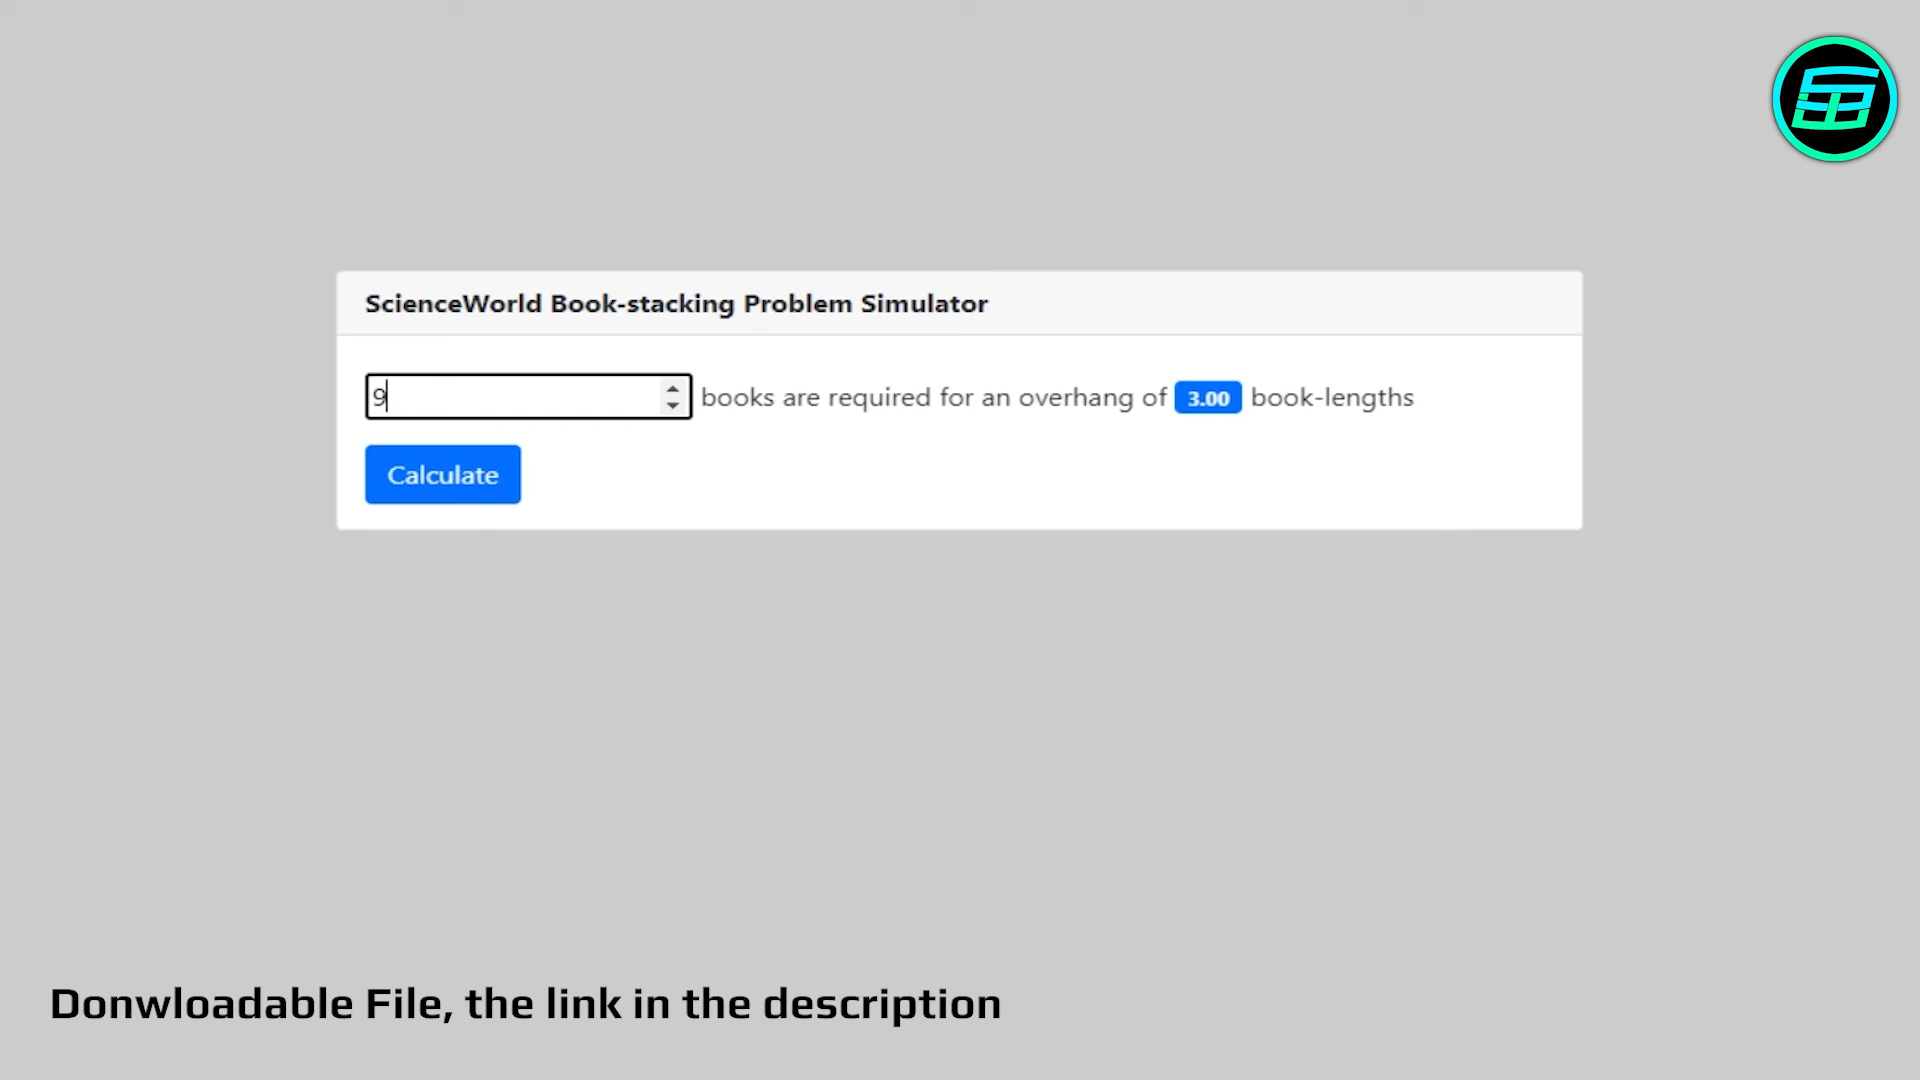 ScienceWorld Book-stacking Problem Simulator
9 books are required for an overhang of 3.00 book-lengths
Calculate
Donwloadable File, the link in the description